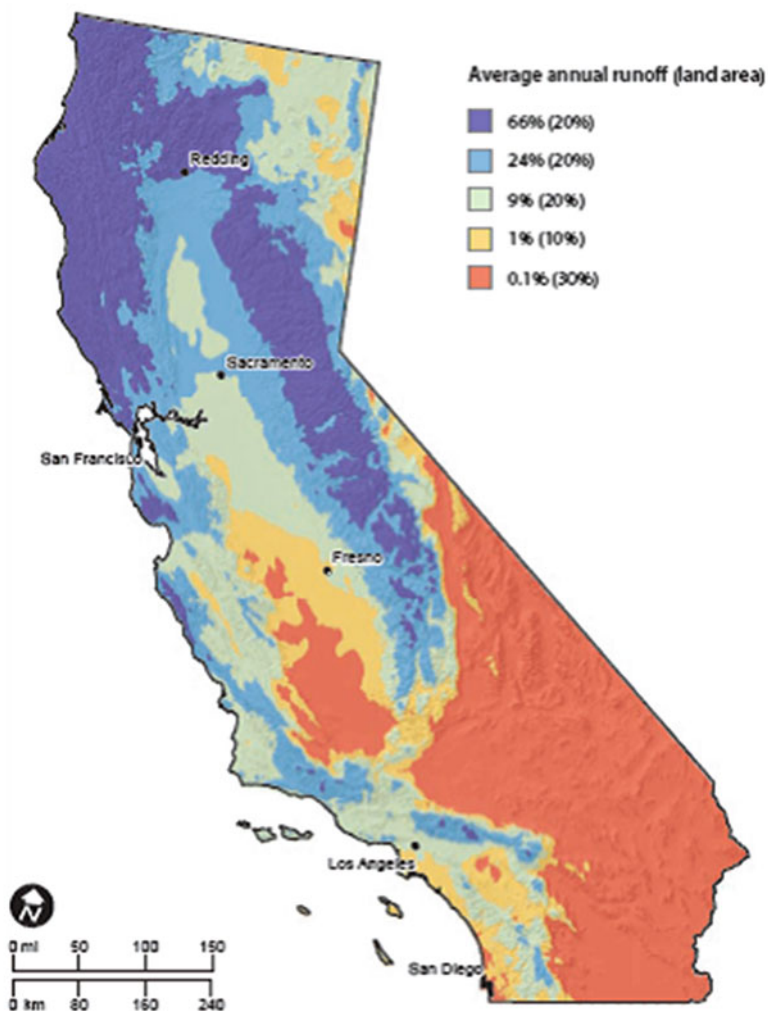 Average annual runoff (land area)
66% (20%)
24% (20%)
9% (20%)
1% (10%)
0.1% (30%)
Redding
Sacramento
San Francisco
Fresno
Los Angeles
San Diego
N
0 mi 50 100 150
0 km 80 160 240